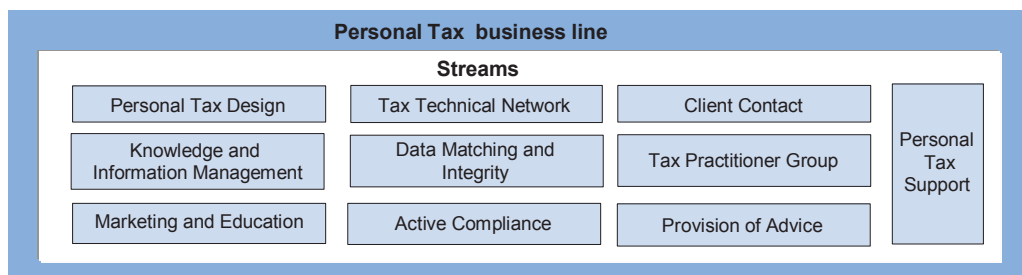 Personal Tax business line
Streams
Personal Tax Design
Tax Technical Network
Client Contact
Knowledge and
Information Management
Data Matching and
Integrity
Tax Practitioner Group
Marketing and Education
Active Compliance
Provision of Advice
Personal
Tax
Support